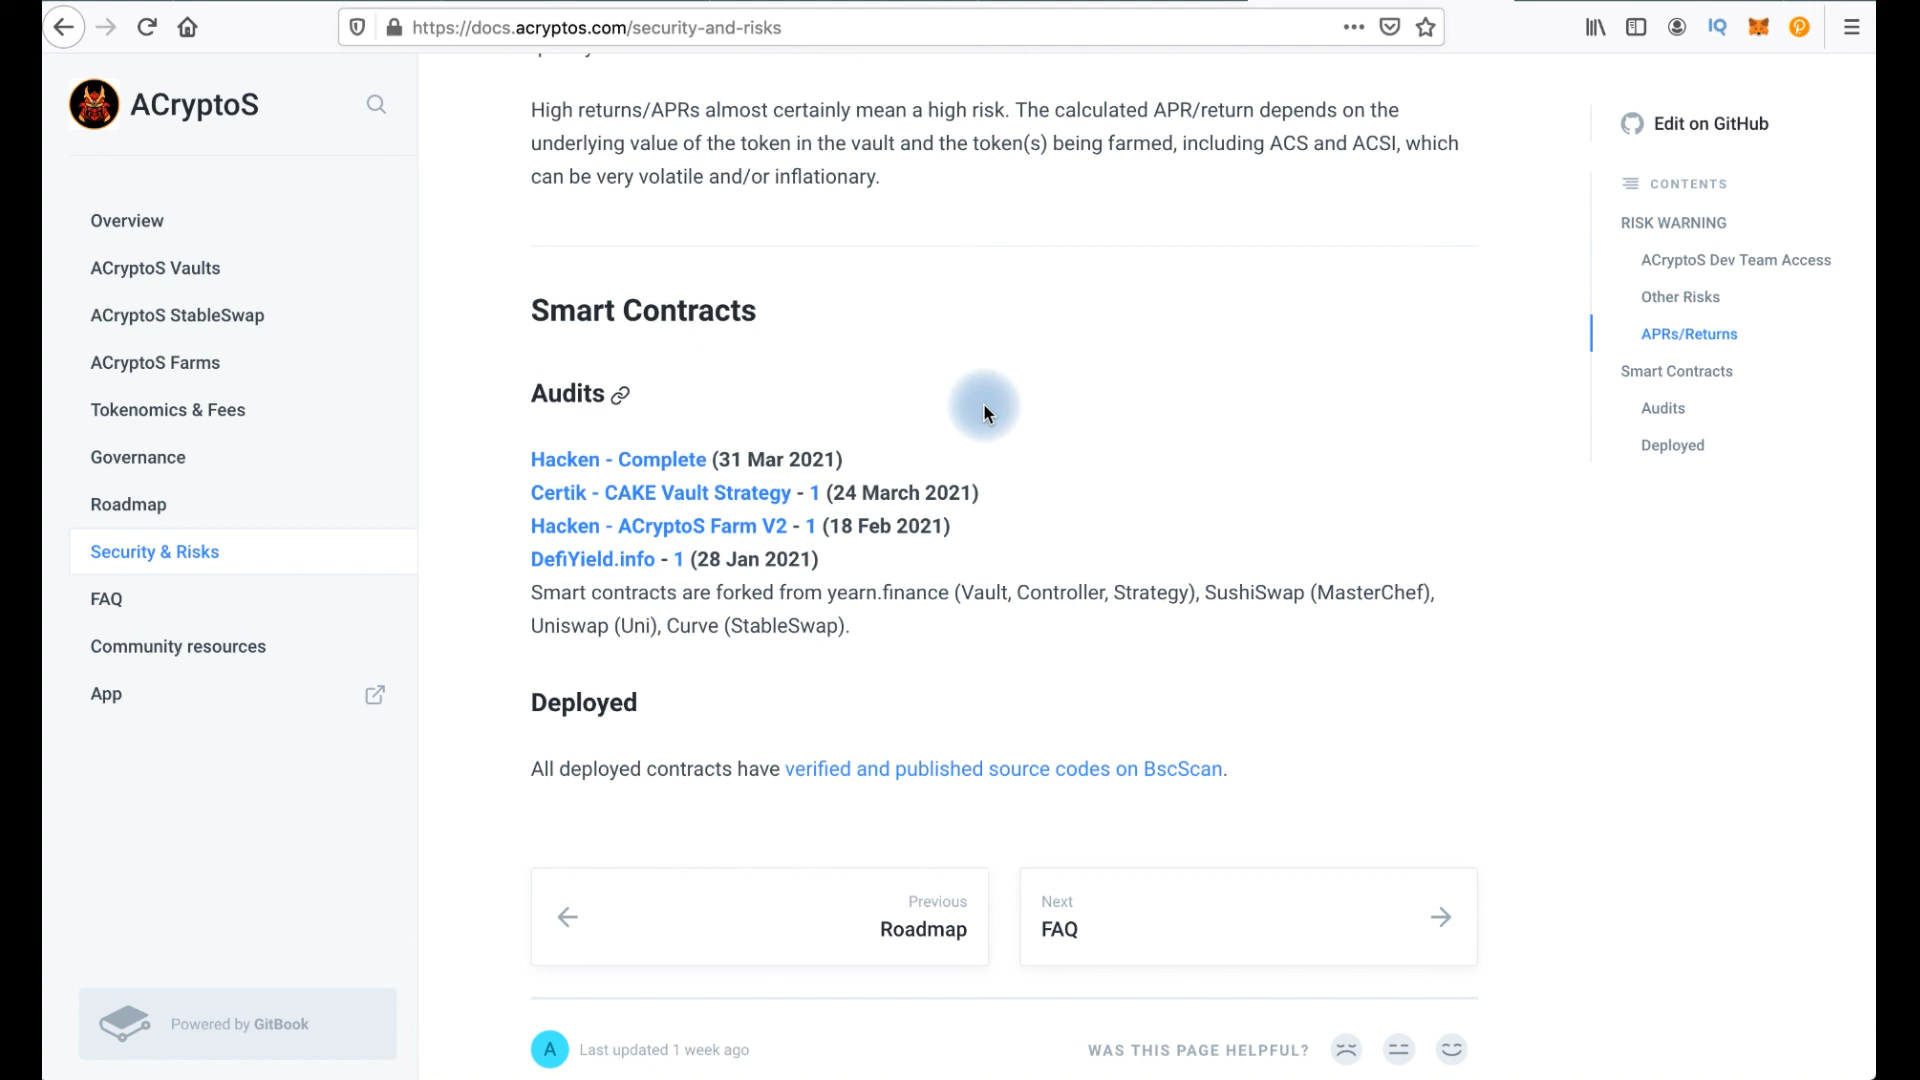 https://docs.acryptos.com/security-and-risks
IQ
ACryptoS
Overview
ACryptoS Vaults
ACryptoS StableSwap
ACryptoS Farms
Tokenomics & Fees
Governance
Roadmap
Security & Risks
FAQ
Community resources
App
Powered by GitBook
High returns/APRs almost certainly mean a high risk. The calculated APR/return depends on the
underlying value of the token in the vault and the token(s) being farmed, including ACS and ACSI, which
can be very volatile and/or inflationary.
Smart Contracts
Audits
Hacken - Complete (31 Mar 2021)
Certik - CAKE Vault Strategy - 1 (24 March 2021)
Hacken - ACryptoS Farm V2 - 1 (18 Feb 2021)
DefiYield.info - 1 (28 Jan 2021)
Smart contracts are forked from yearn.finance (Vault, Controller, Strategy), SushiSwap (MasterChef),
Uniswap (Uni), Curve (StableSwap).
Deployed
All deployed contracts have verified and published source codes on BscScan.
Previous
Roadmap
Next
FAQ
A
Last updated 1 week ago
WAS THIS PAGE HELPFUL?
Edit on GitHub
CONTENTS
RISK WARNING
ACryptoS Dev Team Access
Other Risks
APRs/Returns
Smart Contracts
Audits
Deployed